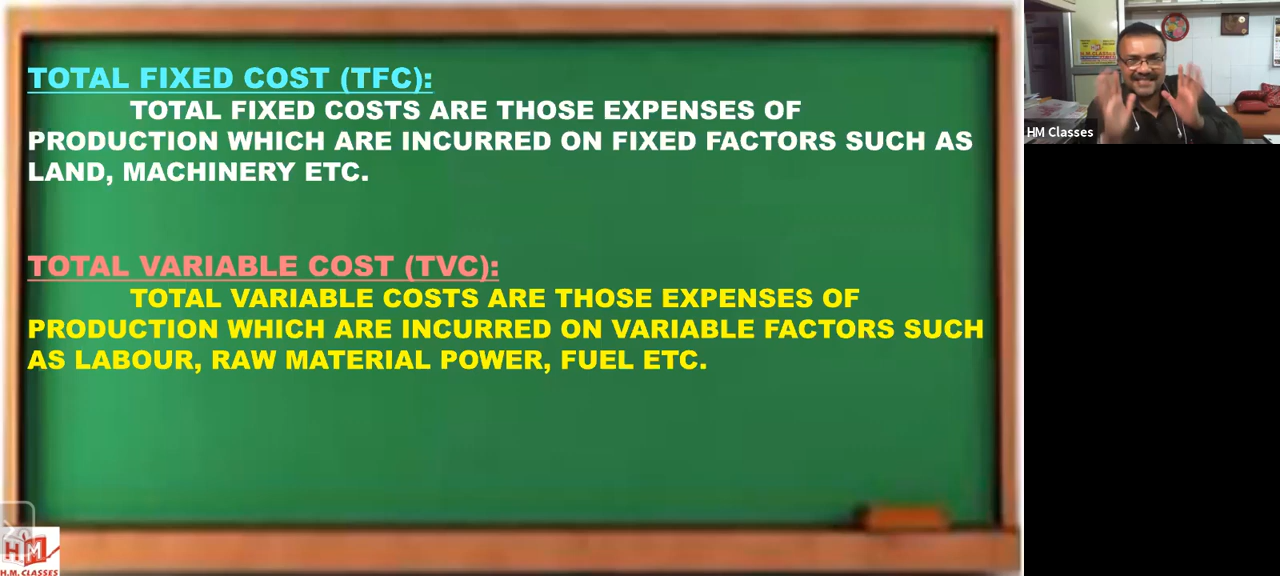 TOTAL FIXED COST (TFC):
TOTAL FIXED COSTS ARE THOSE EXPENSES OF
PRODUCTION WHICH ARE INCURRED ON FIXED FACTORS SUCH AS
LAND, MACHINERY ETC.
TOTAL VARIABLE COST (TVC):
TOTAL VARIABLE COSTS ARE THOSE EXPENSES OF
PRODUCTION WHICH ARE INCURRED ON VARIABLE FACTORS SUCH
AS LABOUR, RAW MATERIAL POWER, FUEL ETC.
HM
H.M. CLASSES
HM Classes